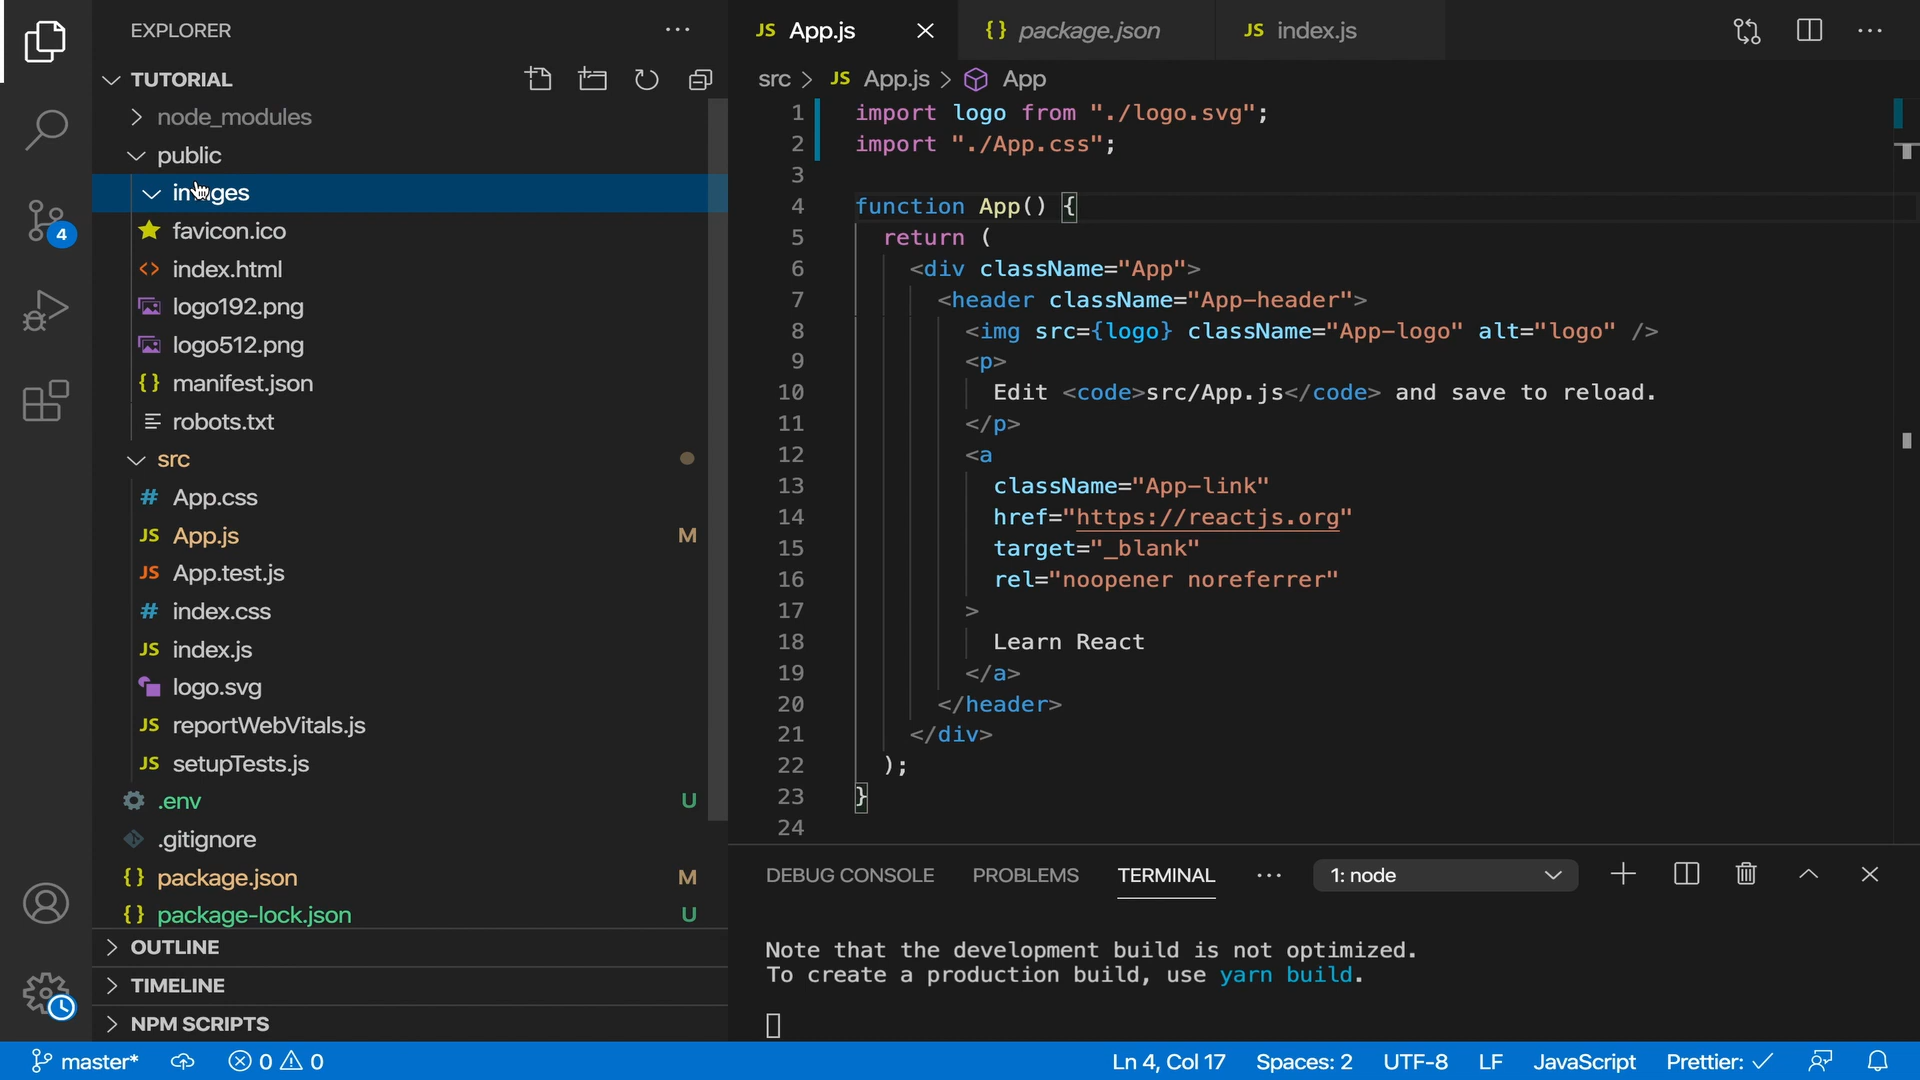 EXPLORER
TUTORIAL
node_modules
public
images
favicon.ico
<> index.html
logo192.png
logo512.png
{} manifest.json
robots.txt
src
# App.css
JS App.js M
JS App.test.js
# index.css
JS index.js
logo.svg
JS reportWebVitals.js
JS setupTests.js
.env U
.gitignore
{} package.json M
{} package-lock.json U
OUTLINE
TIMELINE
NPM SCRIPTS
4
JS App.js
{} package.json
JS index.js
src > JS App.js > App
1 import logo from "./logo.svg";
2 import "./App.css";
3
4 function App() {
5 return (
6 <div className="App">
7 <header className="App-header">
8 <img src={logo} className="App-logo" alt="logo" />
9 <p>
10 Edit <code>src/App.js</code> and save to reload.
11 </p>
12 <a
13 className="App-link"
14 href="https://reactjs.org"
15 target="_blank"
16 rel="noopener noreferrer"
17 >
18 Learn React
19 </a>
20 </header>
21 </div>
22 );
23 }
24
DEBUG CONSOLE PROBLEMS TERMINAL ··· 1: node
Note that the development build is not optimized.
To create a production build, use yarn build.
master* 0 0 Ln 4, Col 17 Spaces: 2 UTF-8 LF JavaScript Prettier: ✓